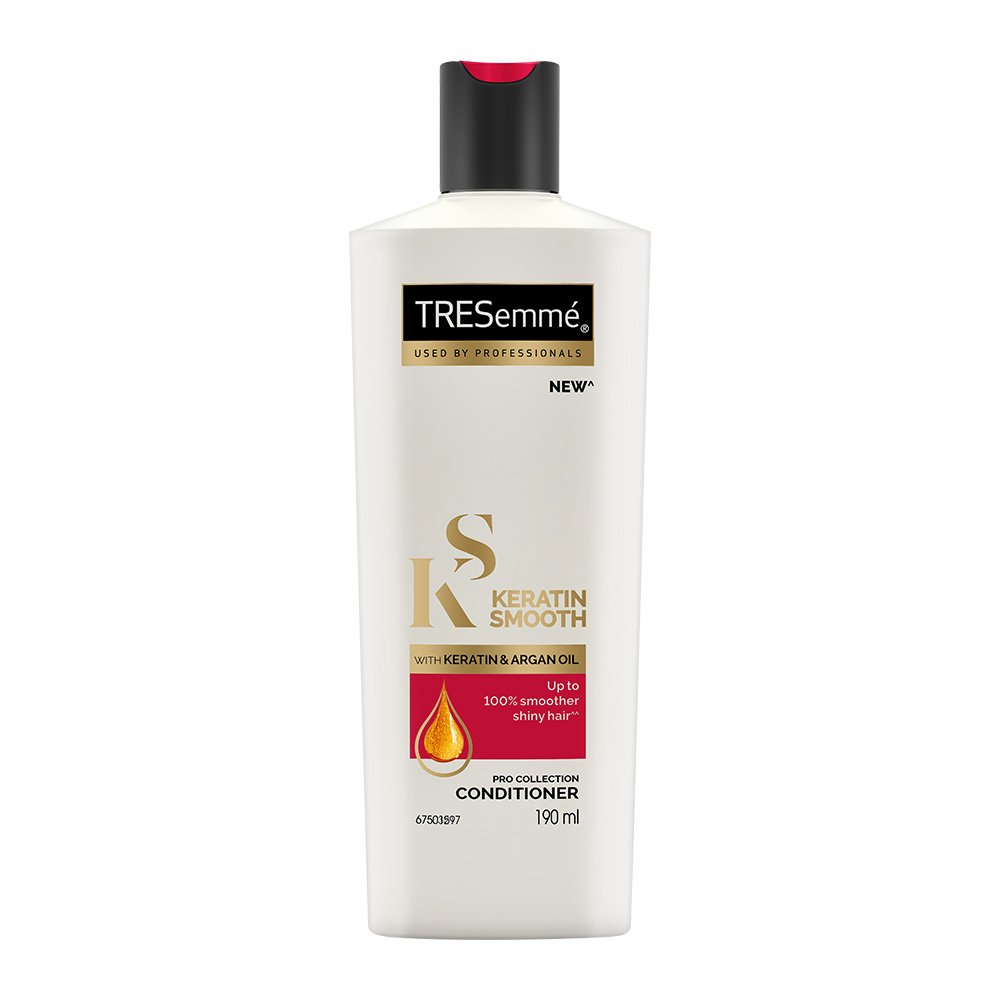 TRESemmé®
USED BY PROFESSIONALS
NEW^
KS
KERATIN
SMOOTH
WITH KERATIN & ARGAN OIL
Up to
100% smoother
shiny hair^^
PRO COLLECTION
CONDITIONER
190 ml